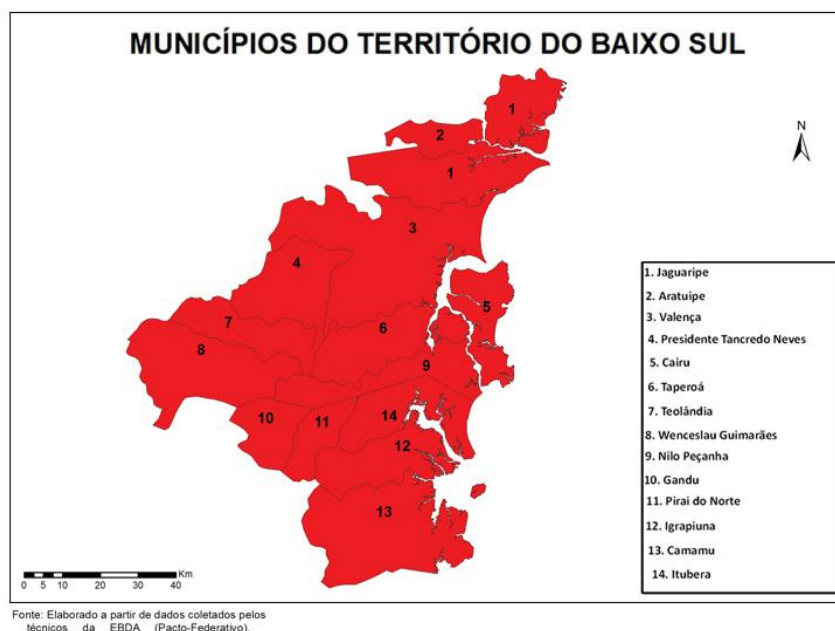 MUNICÍPIOS DO TERRITÓRIO DO BAIXO SUL
N
1
2
1
3
4
5
7
6
8
9
10
14
11
12
13
1. Jaguaripe
2. Aratuipe
3. Valença
4. Presidente Tancredo Neves
5. Cairu
6. Taperoá
7. Teolândia
8. Wenceslau Guimarães
9. Nilo Peçanha
10. Gandu
11. Pirai do Norte
12. Igrapiuna
13. Camamu
14. Itubera
Km
0 5 10 20 30 40
Fonte: Elaborado a partir de dados coletados pelos
técnicos da EBDA (Pacto-Federativo).